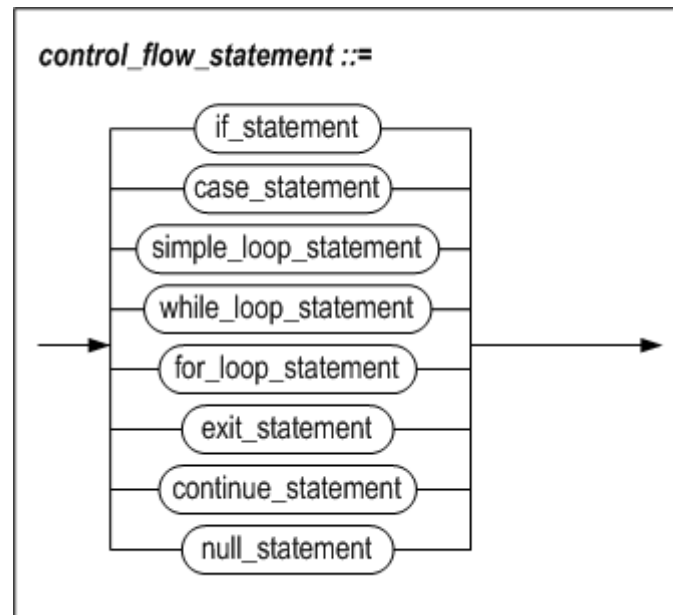 control_flow_statement ::=
if_statement
case_statement
simple_loop_statement
while_loop_statement
for_loop_statement
exit_statement
continue_statement
null_statement